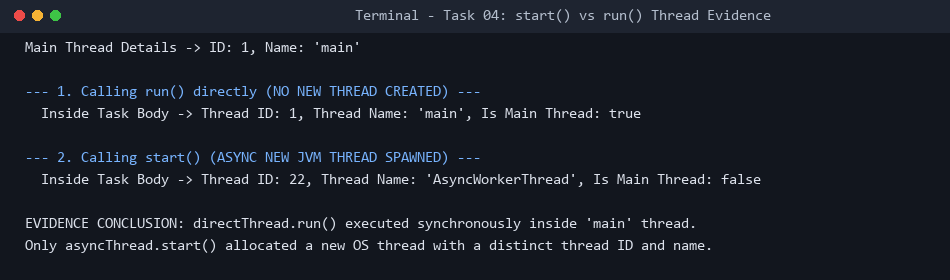 Terminal - Task 04: start() vs run() Thread Evidence
Main Thread Details -> ID: 1, Name: 'main'
--- 1. Calling run() directly (NO NEW THREAD CREATED) ---
Inside Task Body -> Thread ID: 1, Thread Name: 'main', Is Main Thread: true
--- 2. Calling start() (ASYNC NEW JVM THREAD SPAWNED) ---
Inside Task Body -> Thread ID: 22, Thread Name: 'AsyncWorkerThread', Is Main Thread: false
EVIDENCE CONCLUSION: directThread.run() executed synchronously inside 'main' thread.
Only asyncThread.start() allocated a new OS thread with a distinct thread ID and name.